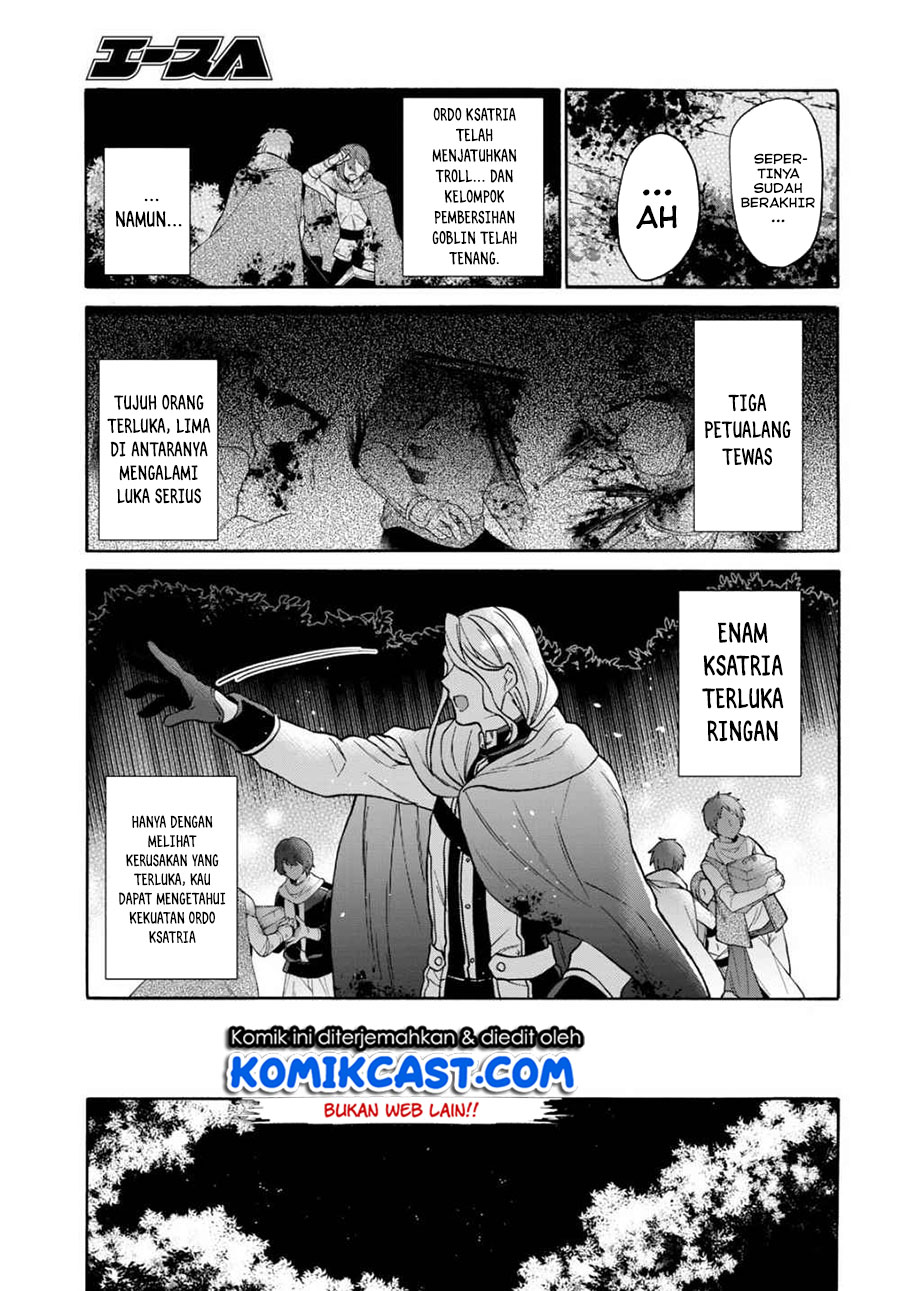 エースA
SEPER-
TINYA
SUDAH
BERAKHIR
...
...
AH
ORDO KSATRIA
TELAH
MENJATUHKAN
TROLL... DAN
KELOMPOK
PEMBERSIHAN
GOBLIN TELAH
TENANG.
...
NAMUN...
TIGA
PETUALANG
TEWAS
TUJUH ORANG
TERLUKA, LIMA
DI ANTARANYA
MENGALAMI
LUKA SERIUS
ENAM
KSATRIA
TERLUKA
RINGAN
HANYA DENGAN
MELIHAT
KERUSAKAN YANG
TERLUKA, KAU
DAPAT MENGETAHUI
KEKUATAN ORDO
KSATRIA
Komik ini diterjemahkan & diedit oleh
KOMIKCAST.COM
BUKAN WEB LAIN!!